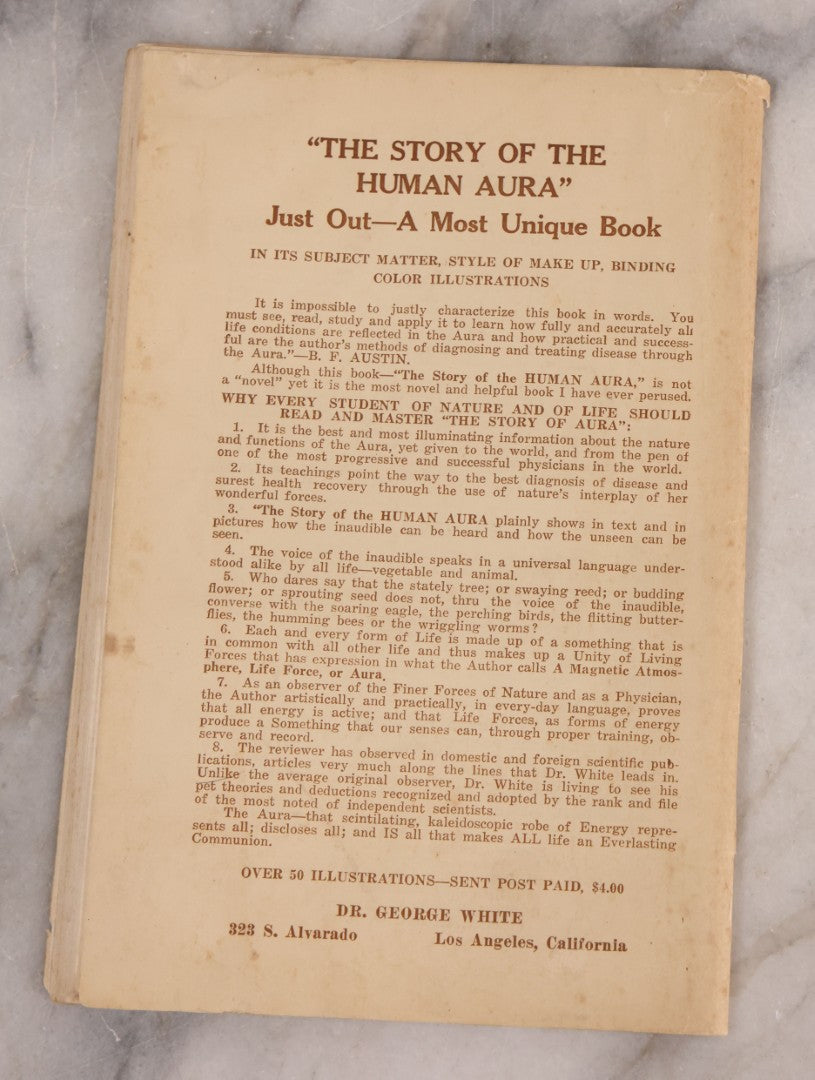 “THE STORY OF THE
HUMAN AURA”
Just Out—A Most Unique Book
IN ITS SUBJECT MATTER, STYLE OF MAKE UP, BINDING
COLOR ILLUSTRATIONS
It is impossible to justly characterize this book in words. You
must see, read, study and apply it to learn how fully and accurately all
life conditions are reflected in the Aura and how practical and success-
ful are the author's methods of diagnosing and treating disease through
the Aura.”—B. F. AUSTIN.
Although this book—“The Story of the HUMAN AURA,” is not
a “novel” yet it is the most novel and helpful book I have ever perused.
WHY EVERY STUDENT OF NATURE AND OF LIFE SHOULD
READ AND MASTER “THE STORY OF AURA”:
1. It is the best and most illuminating information about the nature
and functions of the Aura, yet given to the world, and from the pen of
one of the most progressive and successful physicians in the world.
2. Its teachings point the way to the best diagnosis of disease and
surest health recovery through the use of nature's interplay of her
wonderful forces.
3. “The Story of the HUMAN AURA plainly shows in text and in
pictures how the inaudible can be heard and how the unseen can be
seen.
4. The voice of the inaudible speaks in a universal language under-
stood alike by all life—vegetable and animal.
5. Who dares say that the stately tree; or swaying reed; or budding
flower; or sprouting seed does not, thru the voice of the inaudible,
converse with the soaring eagle, the perching birds, the flitting butter-
flies, the humming bees or the wriggling worms?
6. Each and every form of Life is made up of a something that is
in common with all other life and thus makes up a Unity of Living
Forces that has expression in what the Author calls A Magnetic Atmos-
phere, Life Force, or Aura.
7. As an observer of the Finer Forces of Nature and as a Physician,
the Author artistically and practically, in every-day language, proves
that all energy is active; and that Life Forces, as forms of energy
produce a Something that our senses can, through proper training, ob-
serve and record.
8. The reviewer has observed in domestic and foreign scientific pub-
lications, articles very much along the lines that Dr. White leads in.
Unlike the average original observer, Dr. White is living to see his
pet theories and deductions recognized and adopted by the rank and file
of the most noted of independent scientists.
The Aura—that scintilating, kaleidoscopic robe of Energy repre-
sents all; discloses all; and IS all that makes ALL life an Everlasting
Communion.
OVER 50 ILLUSTRATIONS—SENT POST PAID, $4.00
DR. GEORGE WHITE
323 S. Alvarado Los Angeles, California